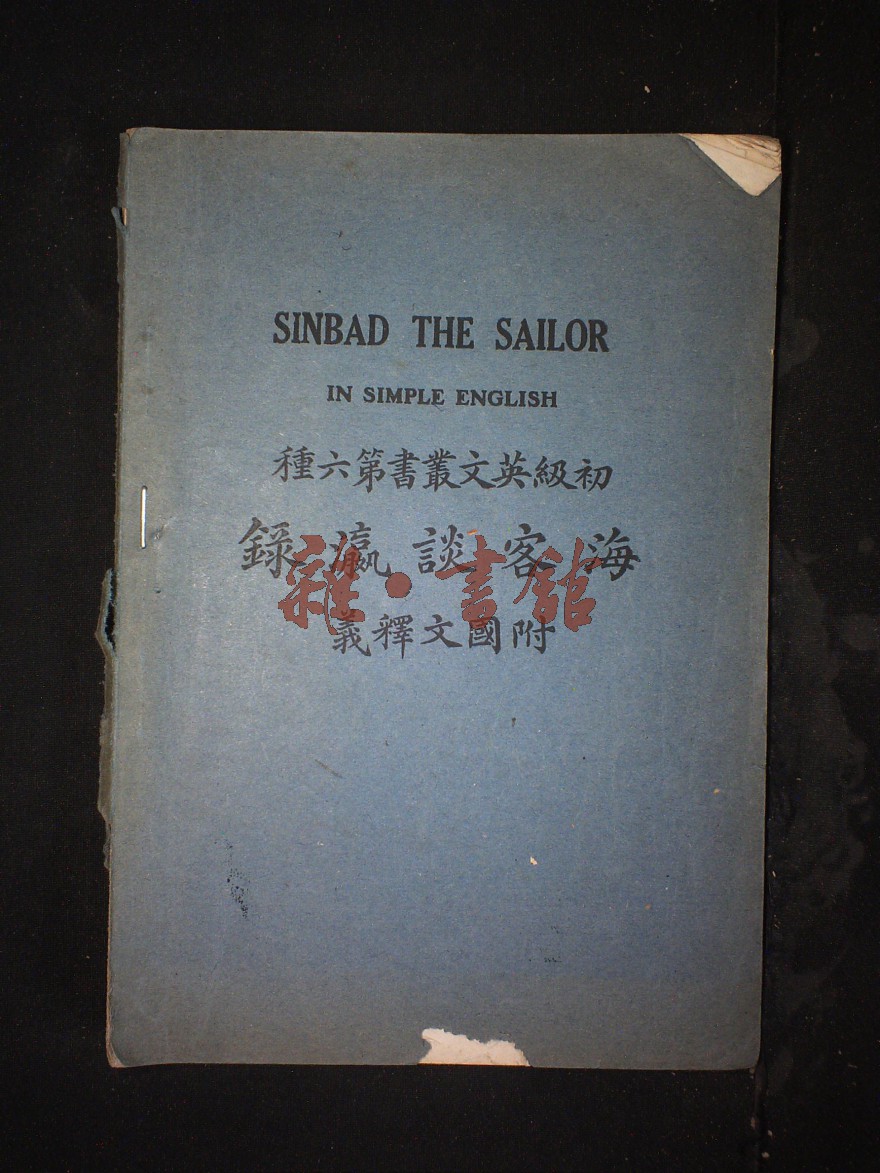 SINBAD THE SAILOR
IN SIMPLE ENGLISH
初級英文叢書第六種
海客談瀛錄
附國文釋義
雜·書館